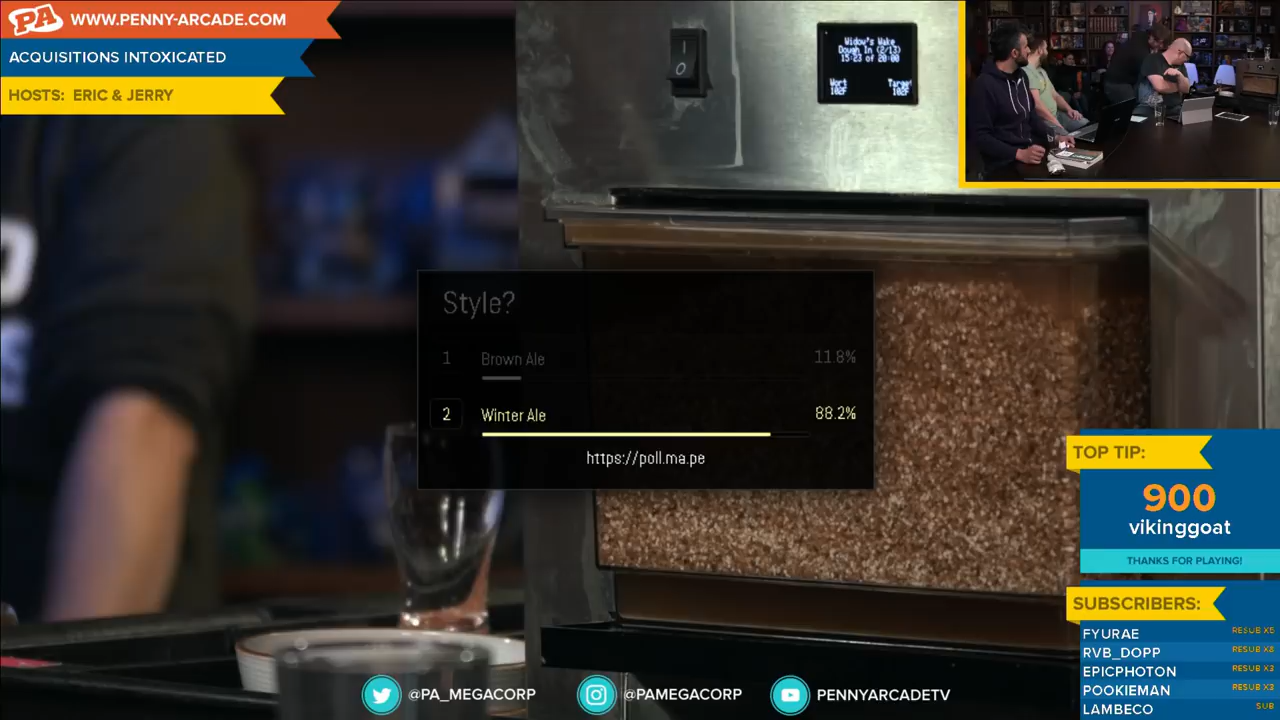 PA WWW.PENNY-ARCADE.COM
ACQUISITIONS INTOXICATED
HOSTS: ERIC & JERRY
Widow's Wake
Dough In (2/13)
15:23 of 20:00
Wort Target
102F 102F
Style?
1 Brown Ale 11.8%
2 Winter Ale 88.2%
https://poll.ma.pe
TOP TIP:
900
vikinggoat
THANKS FOR PLAYING!
SUBSCRIBERS:
FYURAE RESUB X5
RVB_DOPP RESUB X8
EPICPHOTON RESUB X3
POOKIEMAN RESUB X3
LAMBECO SUB
@PA_MEGACORP @PAMEGACORP PENNYARCADETV